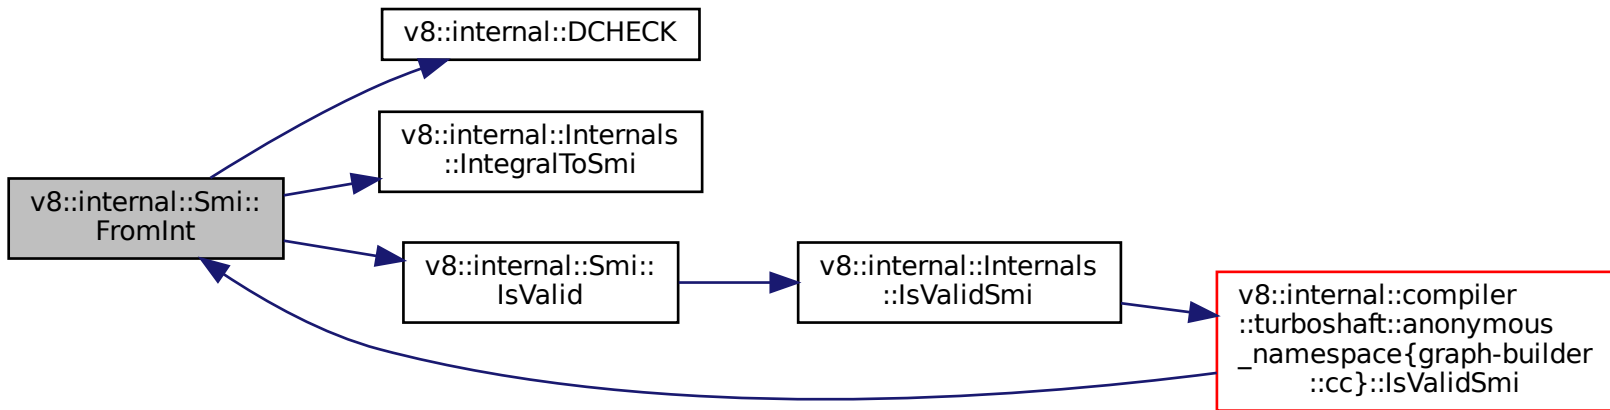 v8::internal::DCHECK
v8::internal::Internals
::IntegralToSmi
v8::internal::Smi::
FromInt
v8::internal::Smi::
IsValid
v8::internal::Internals
::IsValidSmi
v8::internal::compiler
::turboshaft::anonymous
_namespace{graph-builder
::cc}::IsValidSmi